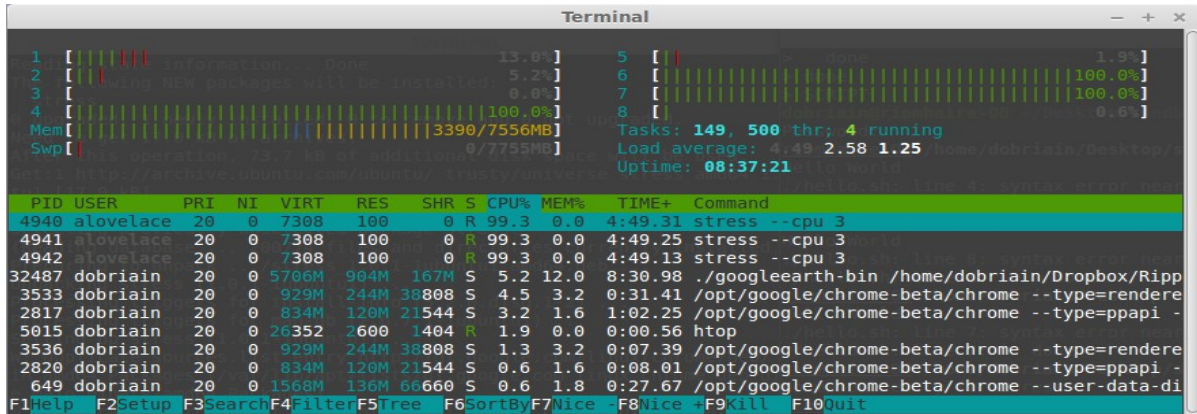 Terminal
1 [||||||| 13.0%] 5 [|| 1.9%]
2 [||| 5.2%] 6 [||||||||||||||||||||||||||||||||||||100.0%]
3 [ 0.0%] 7 [||||||||||||||||||||||||||||||||||||100.0%]
4 [||||||||||||||||||||||||||||||||||||100.0%] 8 [| 0.6%]
Mem[|||||||||||||||||||||||||||||||3390/7556MB] Tasks: 149, 500 thr; 4 running
Swp[| 0/7755MB] Load average: 4.49 2.58 1.25
Uptime: 08:37:21
PID USER PRI NI VIRT RES SHR S CPU% MEM% TIME+ Command
4940 alovelace 20 0 7308 100 0 R 99.3 0.0 4:49.31 stress --cpu 3
4941 alovelace 20 0 7308 100 0 R 99.3 0.0 4:49.25 stress --cpu 3
4942 alovelace 20 0 7308 100 0 R 99.3 0.0 4:49.13 stress --cpu 3
32487 dobriain 20 0 5706M 904M 167M S 5.2 12.0 8:30.98 ./googleearth-bin /home/dobriain/Dropbox/Ripp
3533 dobriain 20 0 929M 244M 38808 S 4.5 3.2 0:31.41 /opt/google/chrome-beta/chrome --type=rendere
2817 dobriain 20 0 834M 120M 21544 S 3.2 1.6 1:02.25 /opt/google/chrome-beta/chrome --type=ppapi -
5015 dobriain 20 0 26352 2600 1404 R 1.9 0.0 0:00.56 htop
3536 dobriain 20 0 929M 244M 38808 S 1.3 3.2 0:07.39 /opt/google/chrome-beta/chrome --type=rendere
2820 dobriain 20 0 834M 120M 21544 S 0.6 1.6 0:08.01 /opt/google/chrome-beta/chrome --type=ppapi -
649 dobriain 20 0 1568M 136M 66660 S 0.6 1.8 0:27.67 /opt/google/chrome-beta/chrome --user-data-di
F1Help F2Setup F3SearchF4FilterF5Tree F6SortByF7Nice -F8Nice +F9Kill F10Quit